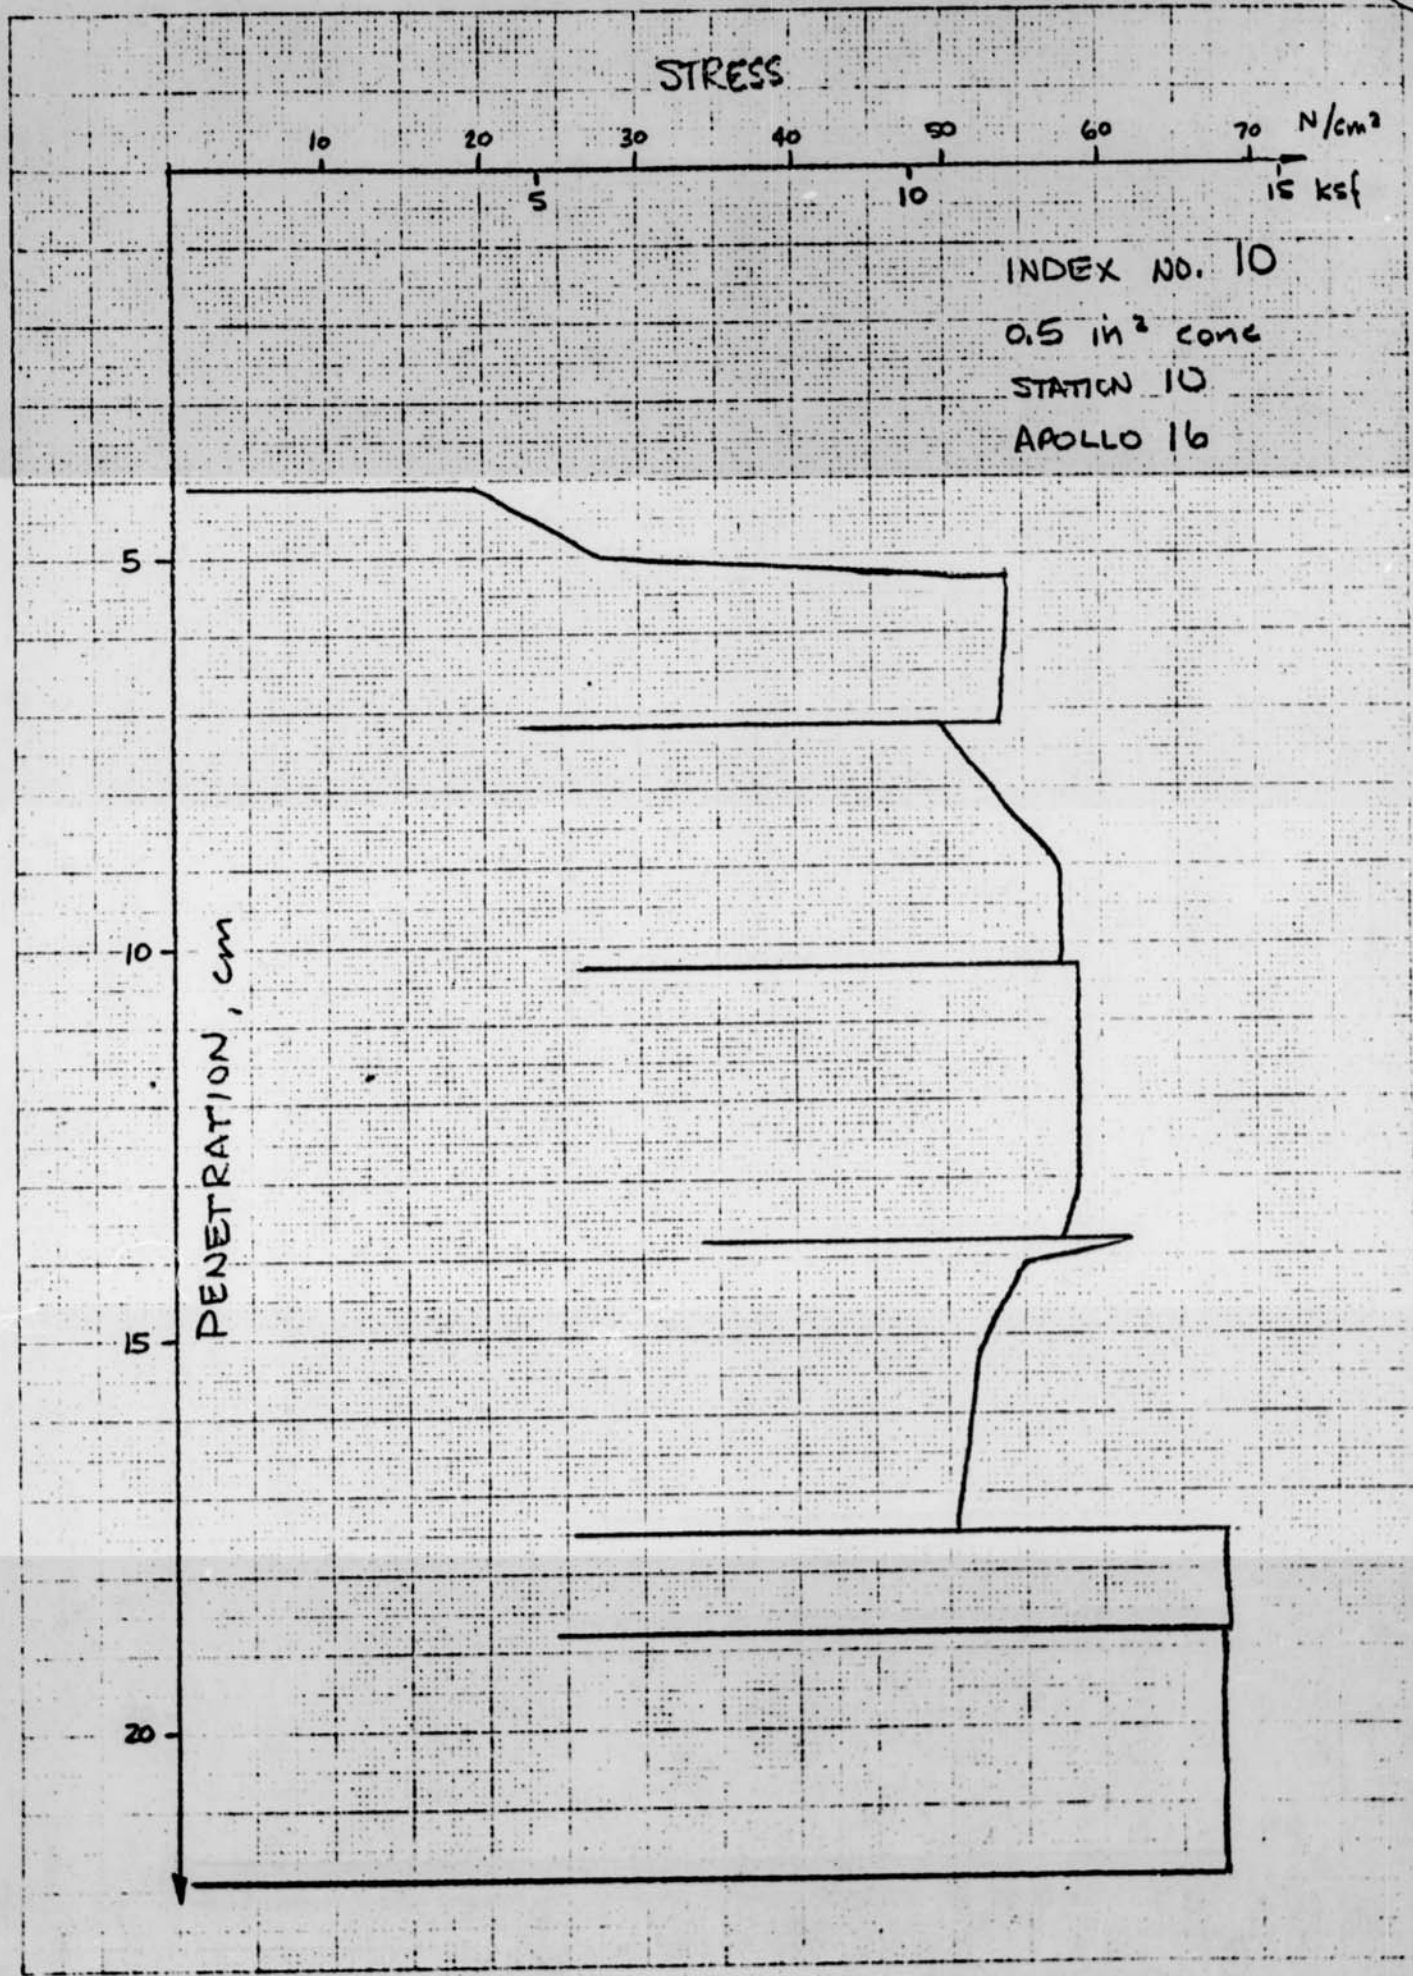 STRESS
10 20 30 40 50 60 70 N/cm²
5 10 15 ksf
INDEX NO. 10
0.5 in² cone
STATION 10
APOLLO 16
5
10
PENETRATION, cm
15
20